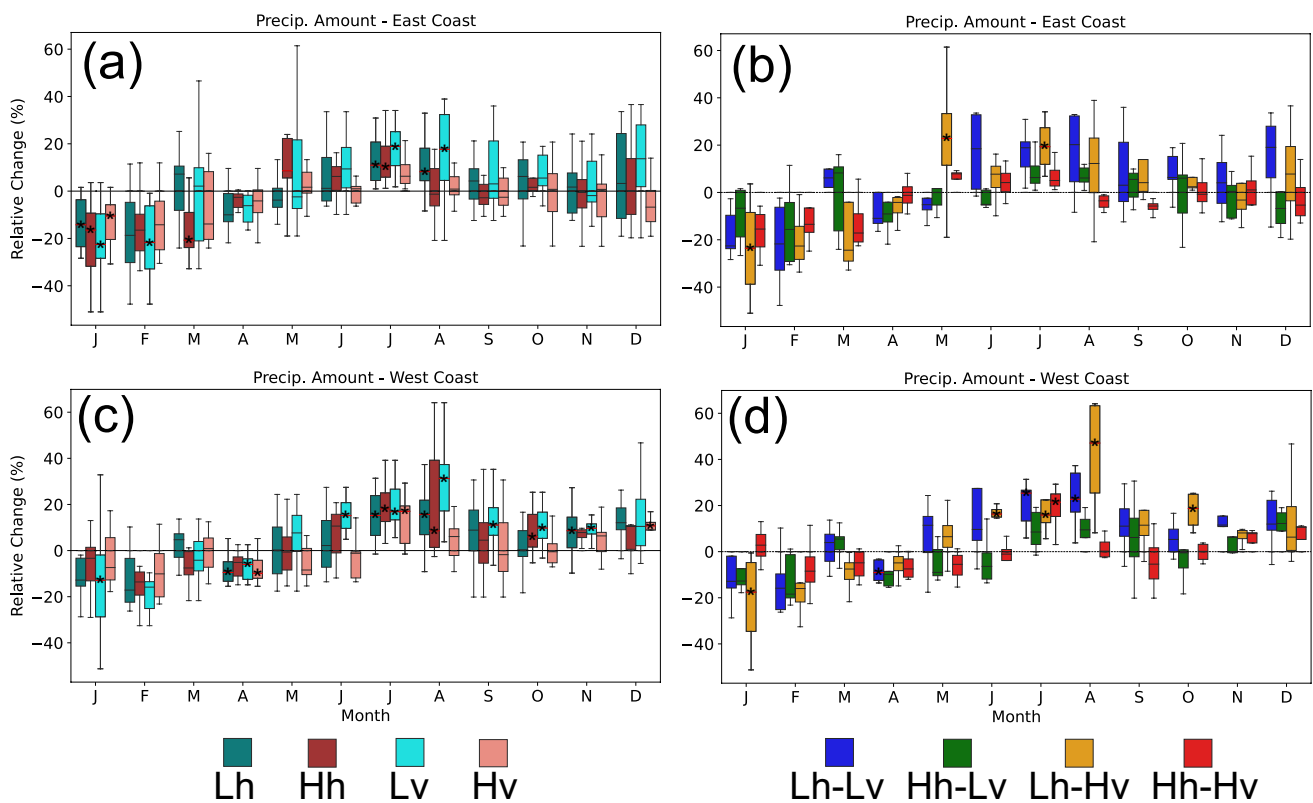 Precip. Amount - East Coast
(a)
Relative Change (%)
60
40
20
0
−20
−40
J F M A M J J A S O N D
Precip. Amount - East Coast
(b)
60
40
20
0
−20
−40
J F M A M J J A S O N D
Precip. Amount - West Coast
(c)
Relative Change (%)
60
40
20
0
−20
−40
J F M A M J J A S O N D
Month
Precip. Amount - West Coast
(d)
60
40
20
0
−20
−40
J F M A M J J A S O N D
Month
Lh Hh Lv Hv
Lh-Lv Hh-Lv Lh-Hv Hh-Hv